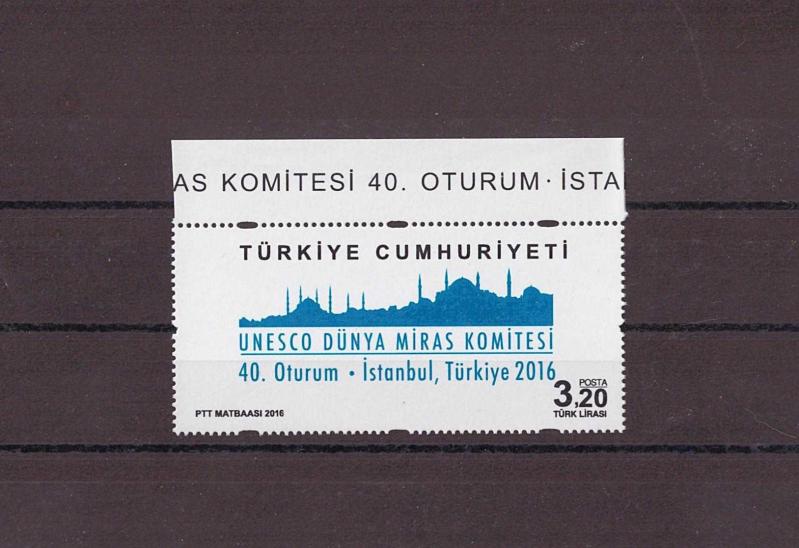 AS KOMİTESİ 40. OTURUM · İSTA
TÜRKİYE CUMHURİYETİ
UNESCO DÜNYA MİRAS KOMİTESİ
40. Oturum • İstanbul, Türkiye 2016
POSTA
3,20
TÜRK LİRASI
PTT MATBAASI 2016